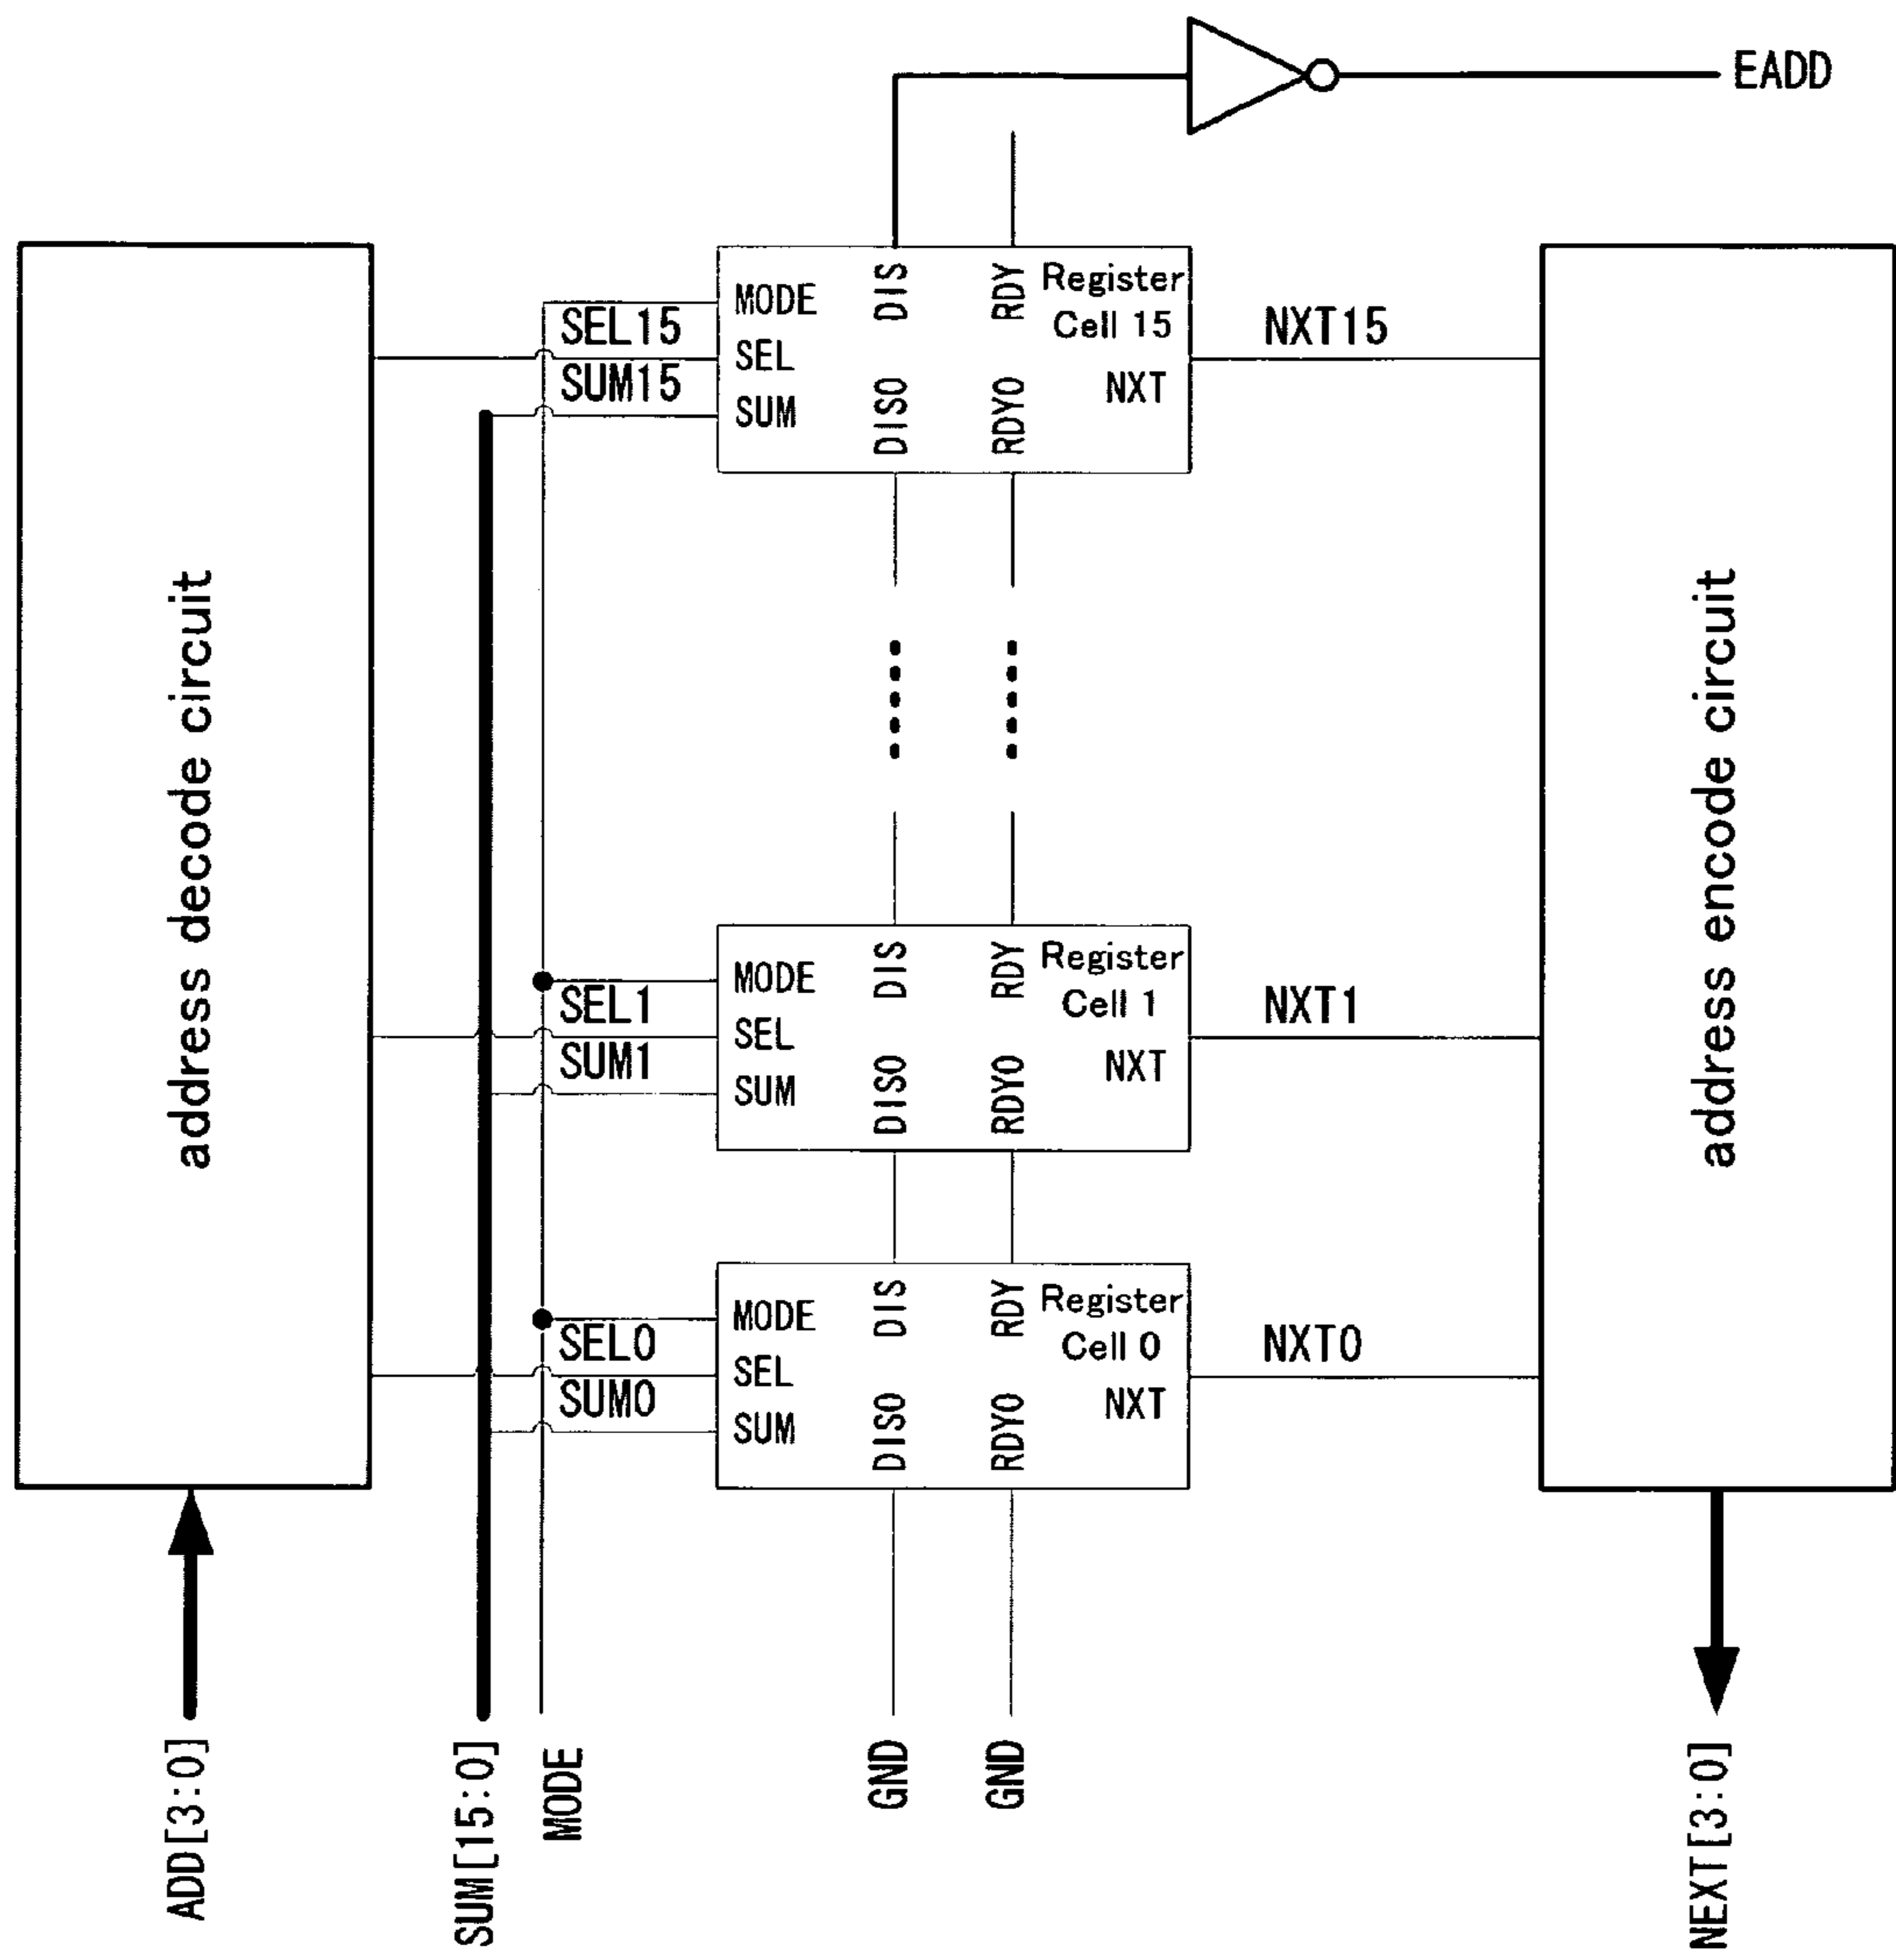 EADD
address decode circuit
SEL15
SUM15
MODE
SEL
SUM
DIS
DISO
RDY
RDYO
Register
Cell 15
NXT
NXT15
address encode circuit
SEL1
SUM1
MODE
SEL
SUM
DIS
DISO
RDY
RDYO
Register
Cell 1
NXT
NXT1
SEL0
SUM0
MODE
SEL
SUM
DIS
DISO
RDY
RDYO
Register
Cell 0
NXT
NXT0
ADD[3:0]
SUM[15:0]
MODE
GND
GND
NEXT[3:0]